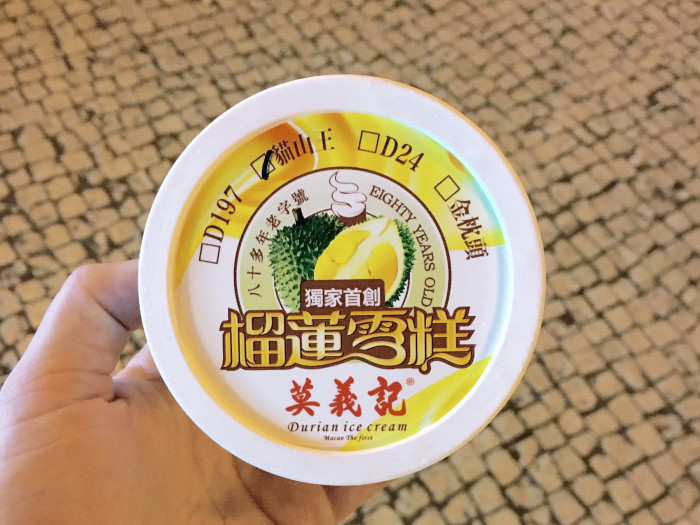 □D197
☑貓山王
□D24
□金枕頭
八十多年老字號
EIGHTY YEARS OLD
獨家首創
榴蓮雪糕
莫義記®
Durian ice cream
Macao The first